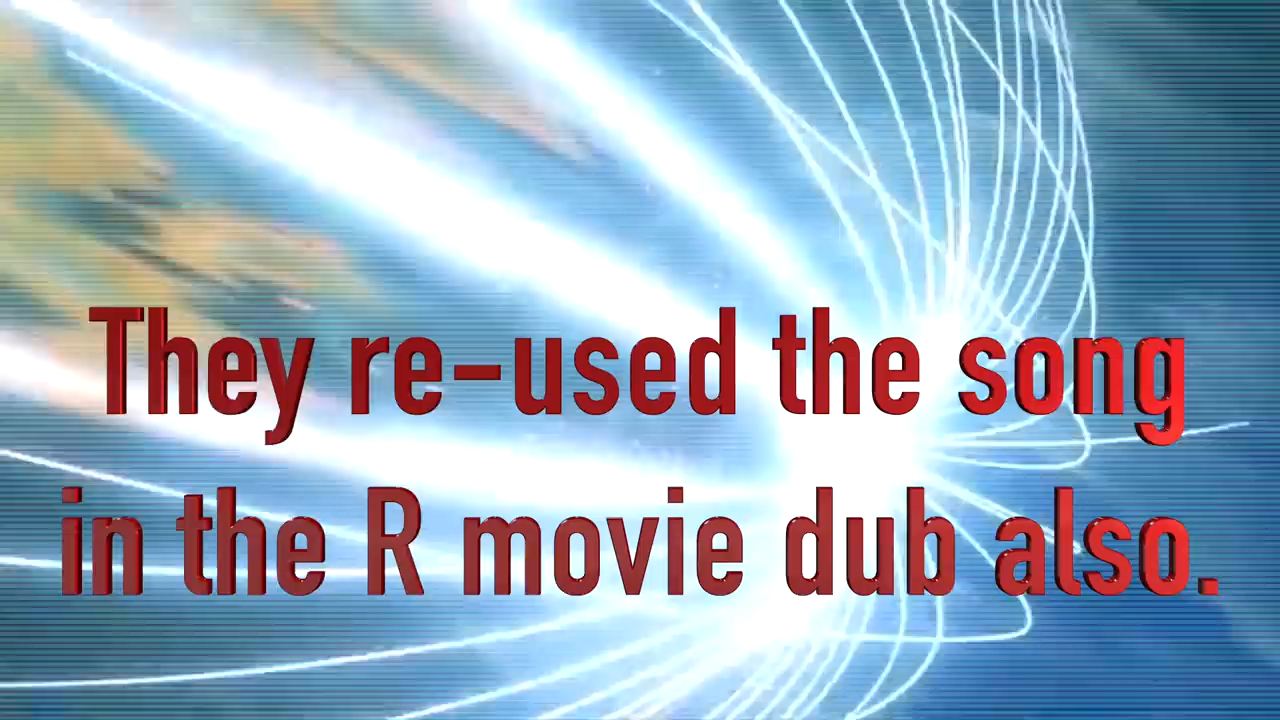 They re-used the song
in the R movie dub also.